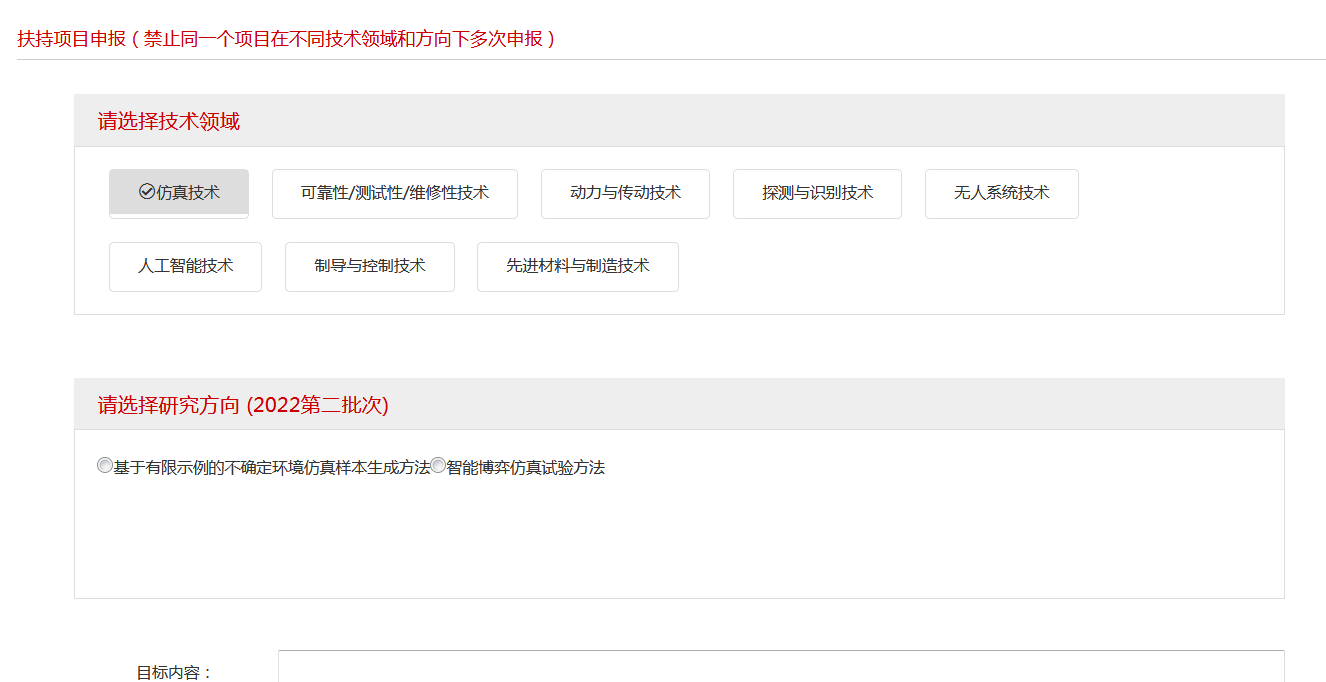 扶持项目申报（禁止同一个项目在不同技术领域和方向下多次申报）
请选择技术领域
仿真技术 可靠性/测试性/维修性技术 动力与传动技术 探测与识别技术 无人系统技术
人工智能技术 制导与控制技术 先进材料与制造技术
请选择研究方向 (2022第二批次)
基于有限示例的不确定环境仿真样本生成方法 智能博弈仿真试验方法
目标内容：